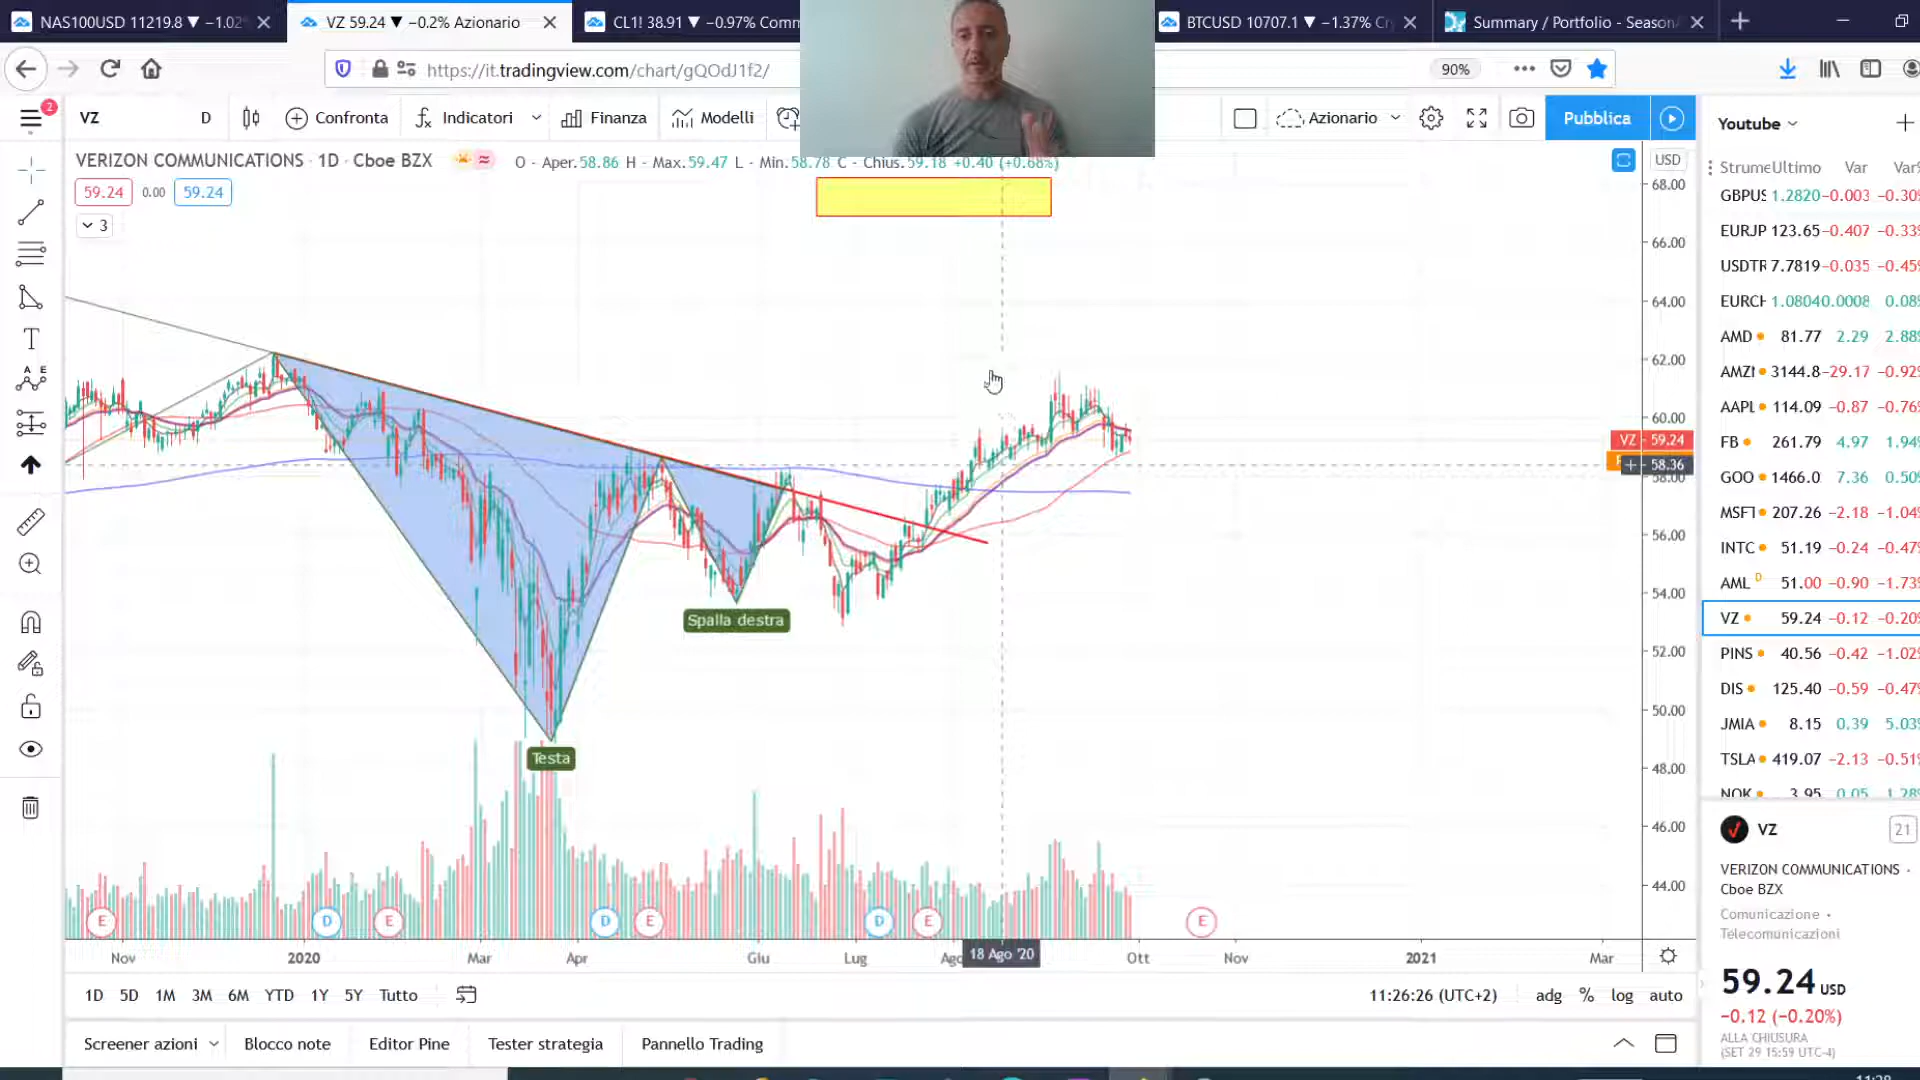 NAS100USD 11219.8 ▼ −1.02
VZ 59.24 ▼ −0.2% Azionario
CL1! 38.91 ▼ −0.97% Comm
BTCUSD 10707.1 ▼ −1.37% Cr
Summary / Portfolio - Season
https://it.tradingview.com/chart/gQOdJ1f2/
90%
2
VZ
D
Confronta
Indicatori
Finanza
Modelli
Azionario
Pubblica
Youtube
VERIZON COMMUNICATIONS · 1D · Cboe BZX
O - Aper.58.86 H - Max.59.47 L - Min.58.78 C - Chius.59.18 +0.40 (+0.68%)
59.24 0.00 59.24
3
USD
68.00
66.00
64.00
62.00
60.00
VZ - 59.24
58.36
58.00
56.00
54.00
52.00
50.00
48.00
46.00
44.00
Spalla destra
Testa
E D E D E D E E
Nov 2020 Mar Apr Giu Lug Ago 18 Ago '20 Ott Nov 2021 Mar
1D 5D 1M 3M 6M YTD 1Y 5Y Tutto
11:26:26 (UTC+2) adg % log auto
Screener azioni Blocco note Editor Pine Tester strategia Pannello Trading
Strume Ultimo Var Var%
GBPUS 1.2820 −0.003 −0.30%
EURJP 123.65 −0.407 −0.33%
USDTR 7.7819 −0.035 −0.45%
EURCH 1.0804 0.0008 0.08%
AMD 81.77 2.29 2.88%
AMZN 3144.8 −29.17 −0.92%
AAPL 114.09 −0.87 −0.76%
FB 261.79 4.97 1.94%
GOO 1466.0 7.36 0.50%
MSFT 207.26 −2.18 −1.04%
INTC 51.19 −0.24 −0.47%
AML D 51.00 −0.90 −1.73%
VZ 59.24 −0.12 −0.20%
PINS 40.56 −0.42 −1.02%
DIS 125.40 −0.59 −0.47%
JMIA 8.15 0.39 5.03%
TSLA 419.07 −2.13 −0.51%
NOK 3.95 0.05 1.28%
VZ
21
VERIZON COMMUNICATIONS ·
Cboe BZX
Comunicazione ·
Telecomunicazioni
59.24 USD
−0.12 (−0.20%)
ALLA CHIUSURA
(SET 29 15:59 UTC-4)